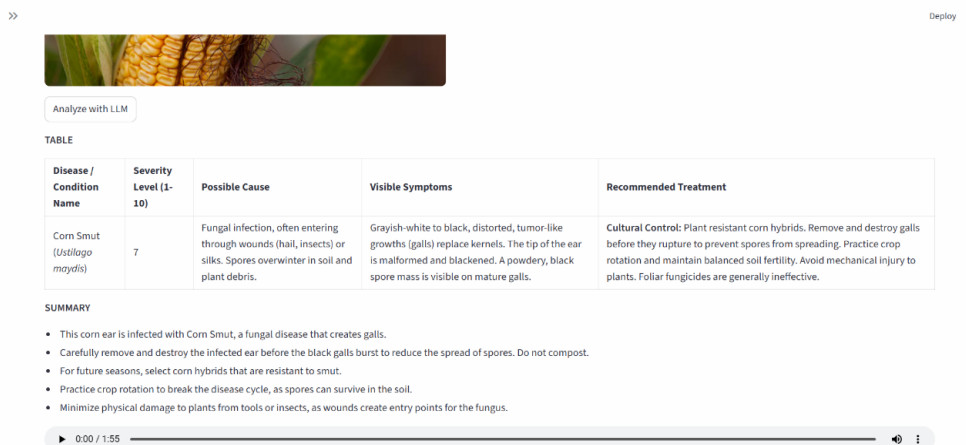 Deploy
Analyze with LLM
TABLE
Disease /
Condition
Name
Severity
Level (1-
10)
Possible Cause
Visible Symptoms
Recommended Treatment
Corn Smut
(Ustilago
maydis)
7
Fungal infection, often entering
through wounds (hail, insects) or
silks. Spores overwinter in soil and
plant debris.
Grayish-white to black, distorted, tumor-like
growths (galls) replace kernels. The tip of the ear
is malformed and blackened. A powdery, black
spore mass is visible on mature galls.
Cultural Control: Plant resistant corn hybrids. Remove and destroy galls
before they rupture to prevent spores from spreading. Practice crop
rotation and maintain balanced soil fertility. Avoid mechanical injury to
plants. Foliar fungicides are generally ineffective.
SUMMARY
• This corn ear is infected with Corn Smut, a fungal disease that creates galls.
• Carefully remove and destroy the infected ear before the black galls burst to reduce the spread of spores. Do not compost.
• For future seasons, select corn hybrids that are resistant to smut.
• Practice crop rotation to break the disease cycle, as spores can survive in the soil.
• Minimize physical damage to plants from tools or insects, as wounds create entry points for the fungus.
0:00 / 1:55